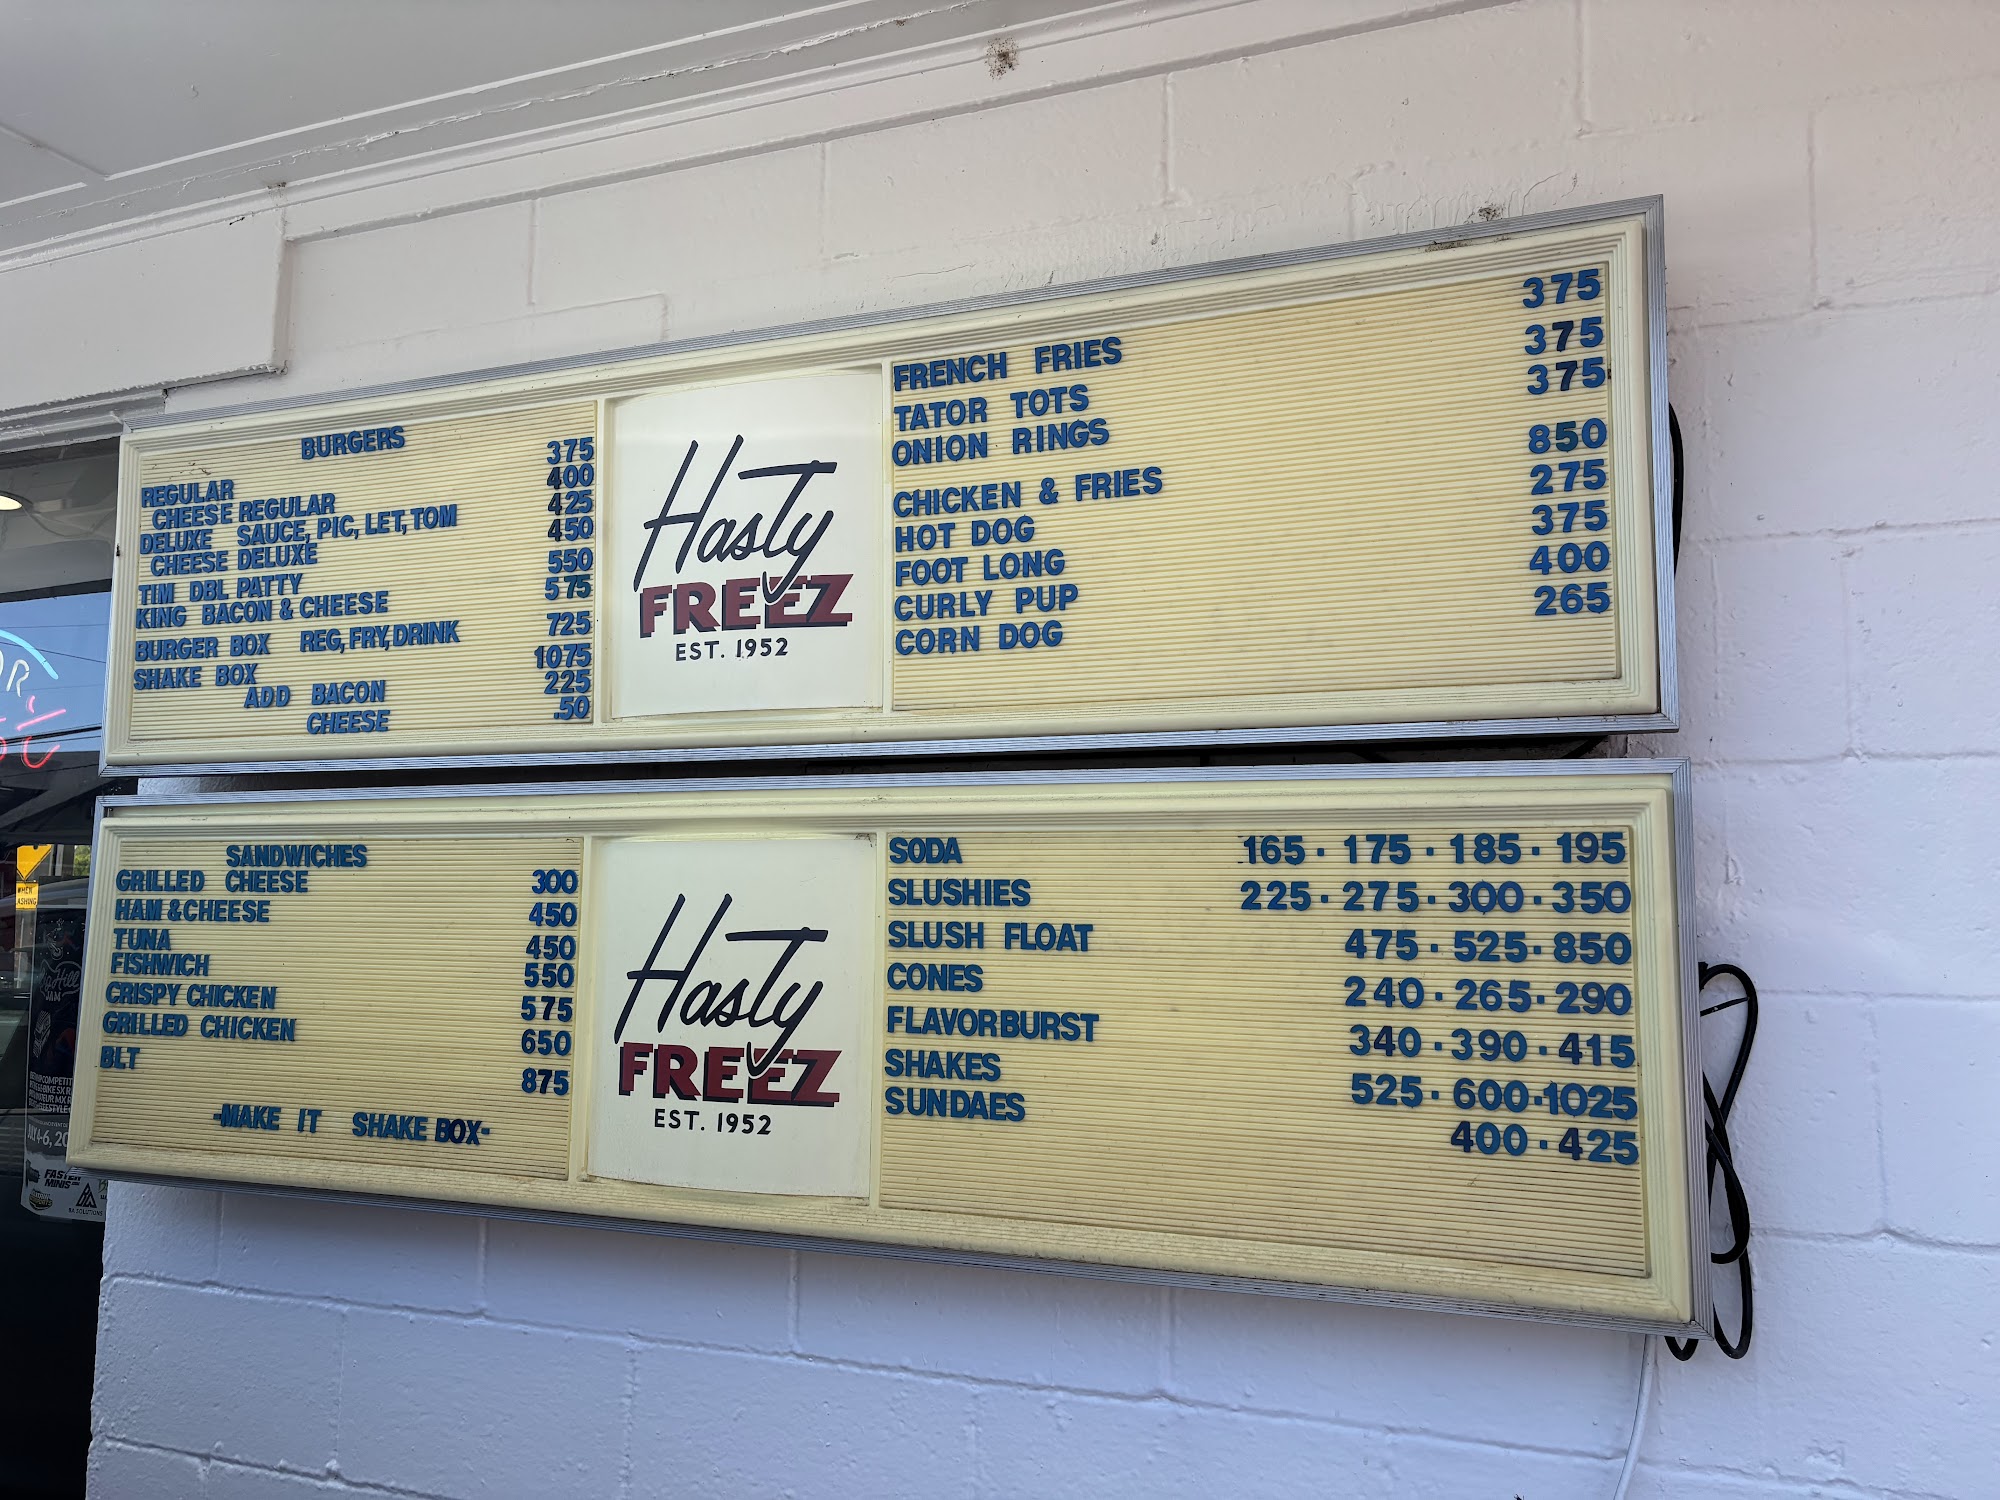 BURGERS
REGULAR 375
CHEESE REGULAR 400
DELUXE SAUCE, PIC, LET, TOM 425
CHEESE DELUXE 450
TIM DBL PATTY 550
KING BACON & CHEESE 575
BURGER BOX REG, FRY, DRINK 725
SHAKE BOX 1075
ADD BACON 225
CHEESE .50
Hasty
FREEZ
EST. 1952
FRENCH FRIES 375
TATOR TOTS 375
ONION RINGS 375
CHICKEN & FRIES 850
HOT DOG 275
FOOT LONG 375
CURLY PUP 400
CORN DOG 265
SANDWICHES
GRILLED CHEESE 300
HAM & CHEESE 450
TUNA 450
FISHWICH 550
CRISPY CHICKEN 575
GRILLED CHICKEN 650
BLT 875
-MAKE IT SHAKE BOX-
Hasty
FREEZ
EST. 1952
SODA 165 · 175 · 185 · 195
SLUSHIES 225 · 275 · 300 · 350
SLUSH FLOAT 475 · 525 · 850
CONES 240 · 265 · 290
FLAVORBURST 340 · 390 · 415
SHAKES 525 · 600 · 1025
SUNDAES 400 · 425
WHEN
JAM
FASTER
MINIS